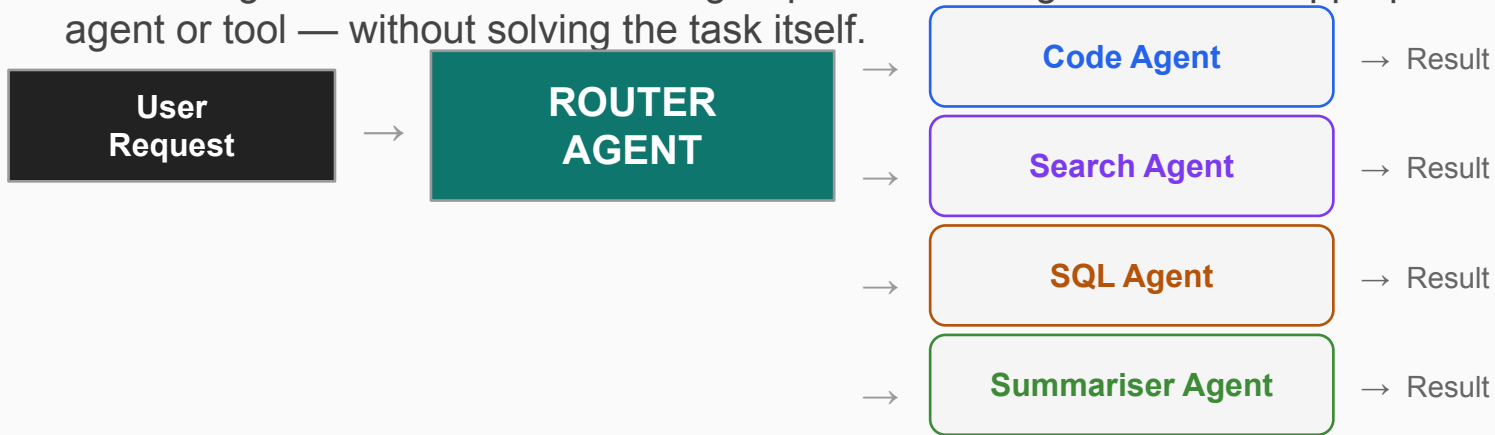 agent or tool — without solving the task itself.
User
Request
→
ROUTER
AGENT
→ Code Agent → Result
→ Search Agent → Result
→ SQL Agent → Result
→ Summariser Agent → Result